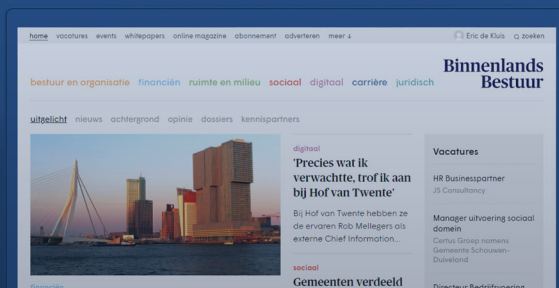 home vacatures events whitepapers online magazine abonnement adverteren meer ↓ Eric de Kluis zoeken
Binnenlands
Bestuur
bestuur en organisatie financiën ruimte en milieu sociaal digitaal carrière juridisch
uitgelicht nieuws achtergrond opinie dossiers kennispartners
digitaal
'Precies wat ik
verwachtte, trof ik aan
bij Hof van Twente'
Bij Hof van Twente hebben ze
de ervaren Rob Mellegers als
externe Chief Information...
sociaal
Gemeenten verdeeld
financiën
Vacatures
HR Businesspartner
JS Consultancy
Manager uitvoering sociaal
domein
Certus Groep namens
Gemeente Schouwen-
Duiveland
Directeur Bedrijfsvoering